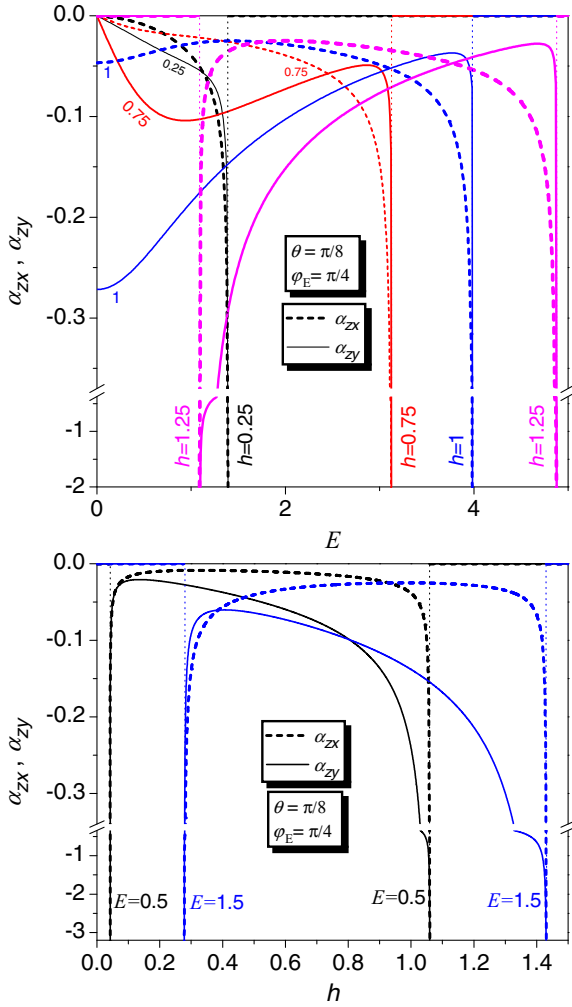 0.0
-0.1
-0.2
-0.3
-1
-2
αzx , αzy
1
0.75
0.25
0.75
1
θ = π/8
φE = π/4
αzx
αzy
h=1.25
h=0.25
h=0.75
h=1
h=1.25
0 2 4
E
0.0
-0.1
-0.2
-0.3
-1
-2
-3
αzx , αzy
αzx
αzy
θ = π/8
φE = π/4
E=0.5
E=1.5
E=0.5
E=1.5
0.0 0.2 0.4 0.6 0.8 1.0 1.2 1.4
h